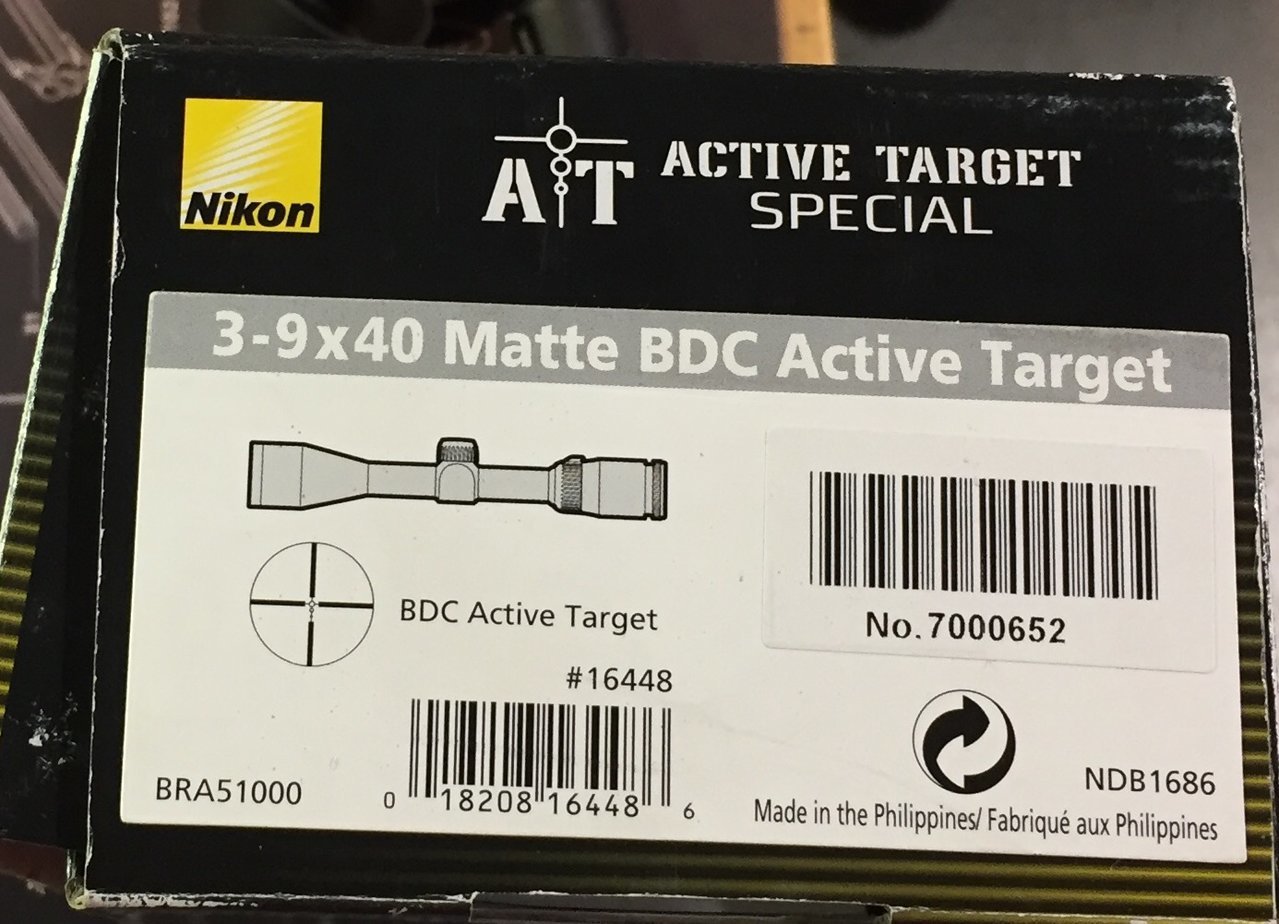 Nikon
AT ACTIVE TARGET
SPECIAL
3-9x40 Matte BDC Active Target
BDC Active Target
No.7000652
#16448
0 18208 16448 6
BRA51000
NDB1686
Made in the Philippines/ Fabriqué aux Philippines